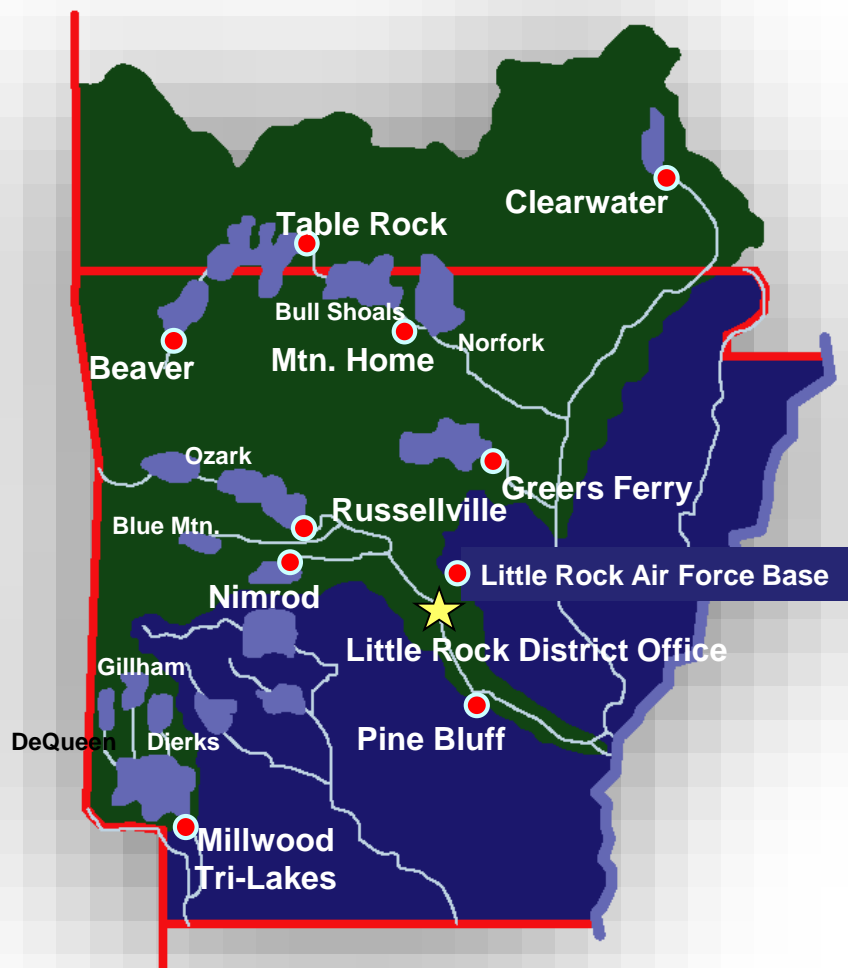 Clearwater
Table Rock
Bull Shoals
Norfork
Mtn. Home
Beaver
Ozark
Greers Ferry
Russellville
Blue Mtn.
Little Rock Air Force Base
Nimrod
Little Rock District Office
Gillham
DeQueen
Dierks
Pine Bluff
Millwood
Tri-Lakes